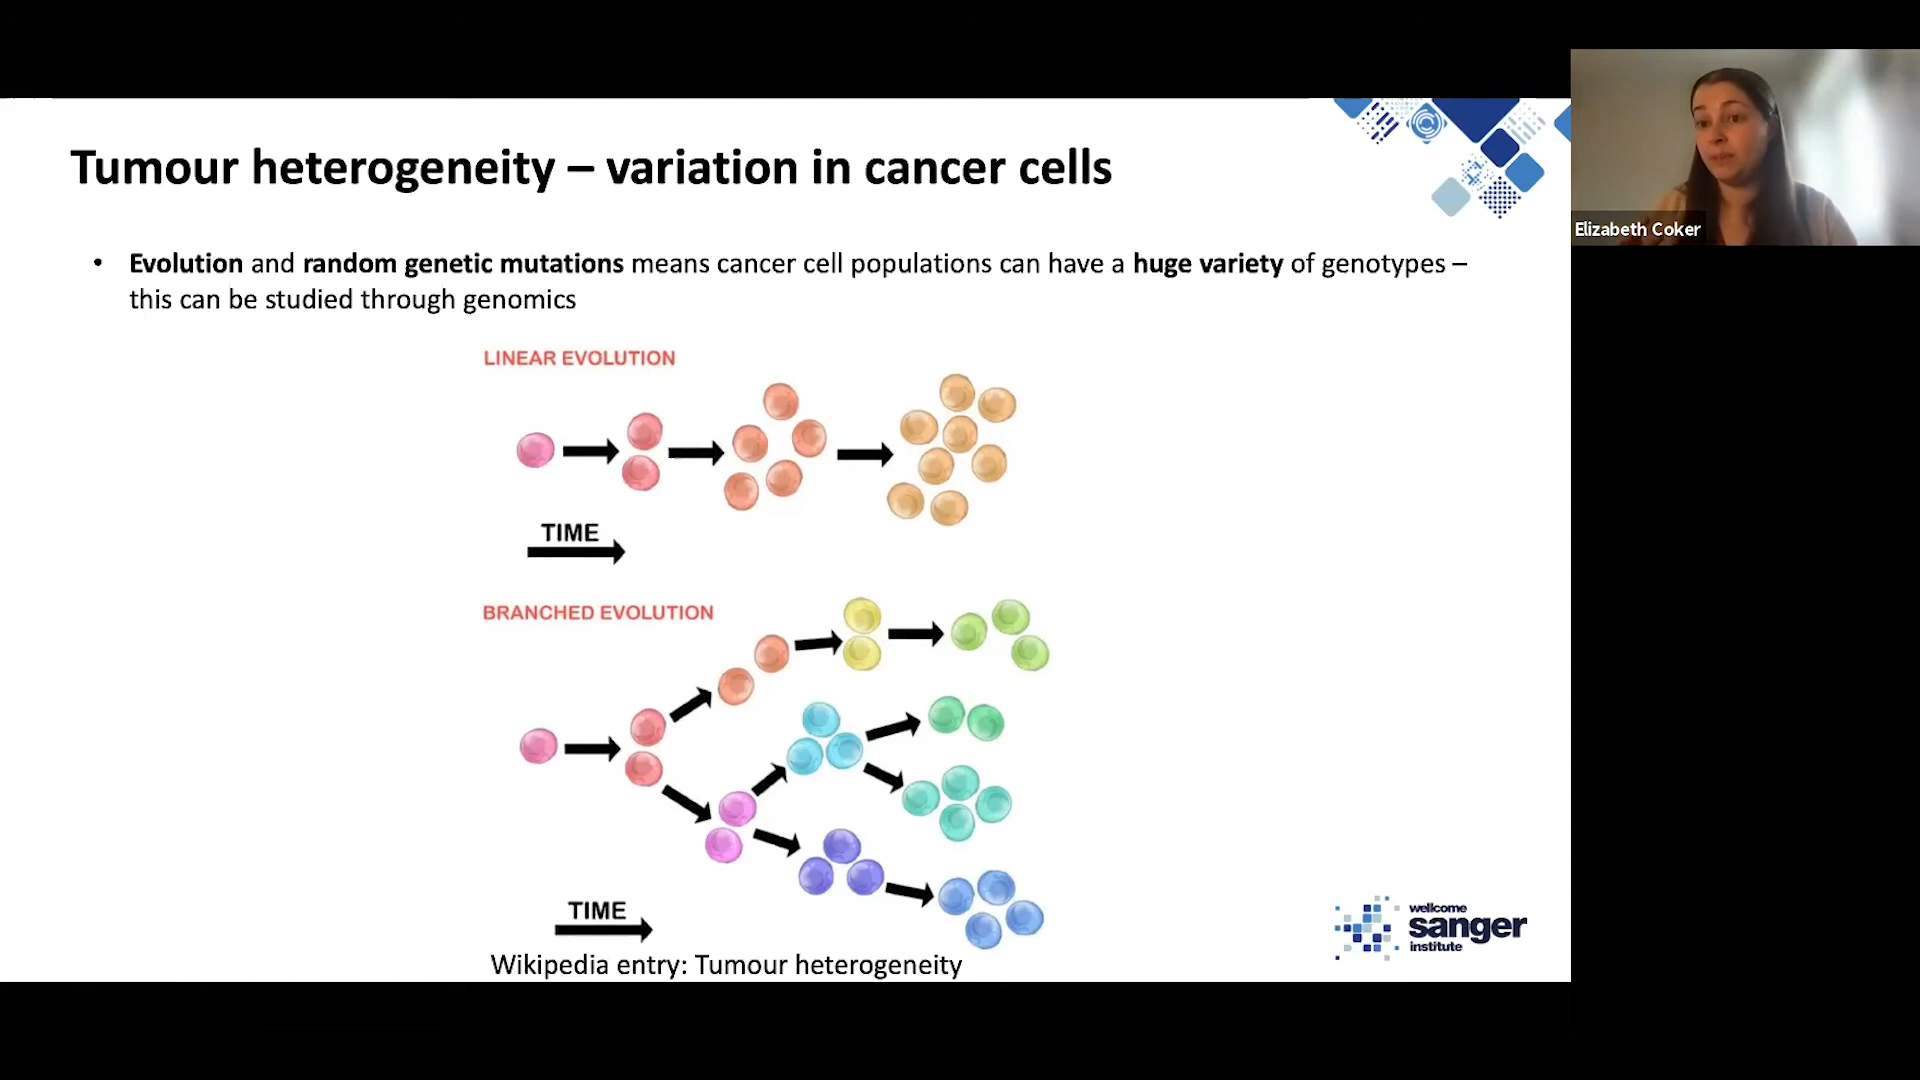 Tumour heterogeneity – variation in cancer cells
Elizabeth Coker
• Evolution and random genetic mutations means cancer cell populations can have a huge variety of genotypes –
this can be studied through genomics
LINEAR EVOLUTION
TIME
BRANCHED EVOLUTION
TIME
Wikipedia entry: Tumour heterogeneity
wellcome
sanger
institute